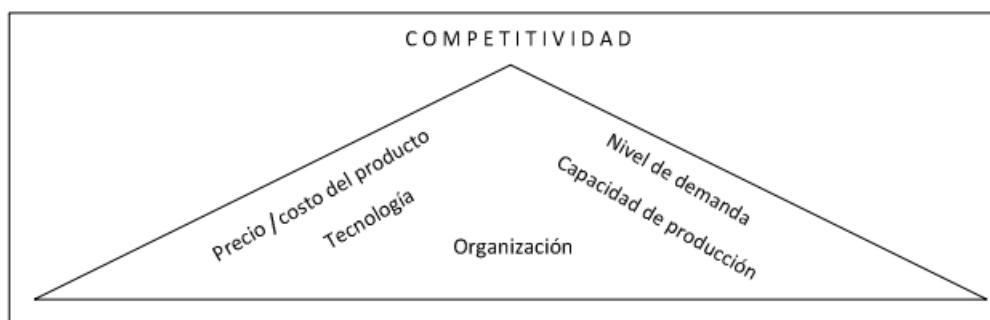 COMPETITIVIDAD
Precio / costo del producto
Tecnología
Nivel de demanda
Capacidad de producción
Organización